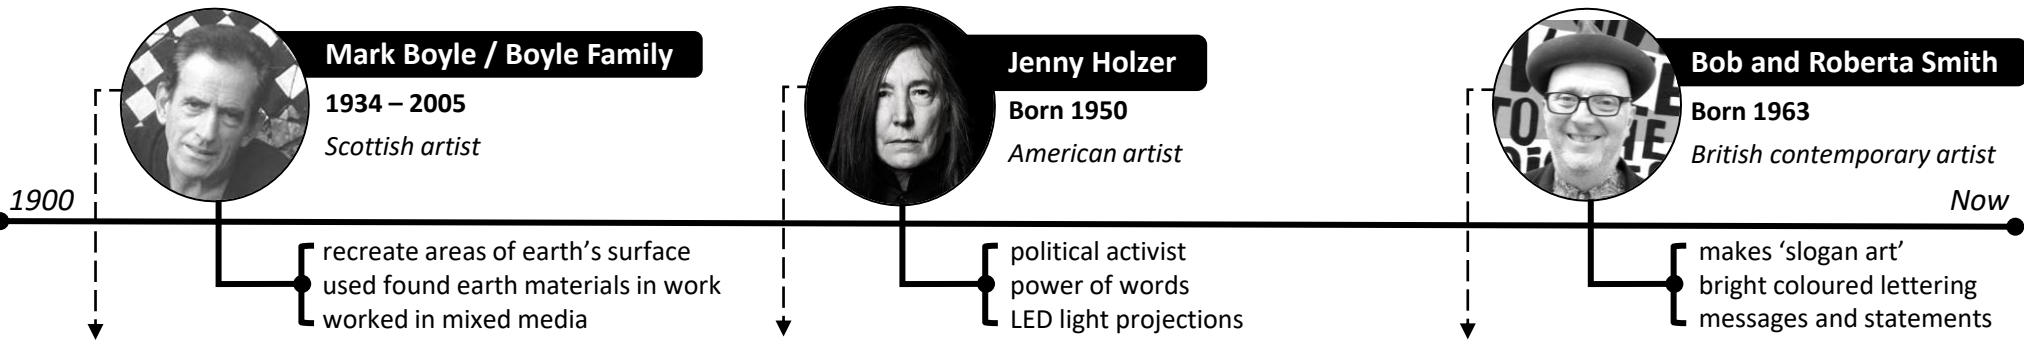 1900
Mark Boyle / Boyle Family
1934 – 2005
Scottish artist
recreate areas of earth’s surface
used found earth materials in work
worked in mixed media
Jenny Holzer
Born 1950
American artist
political activist
power of words
LED light projections
Bob and Roberta Smith
Born 1963
British contemporary artist
makes ‘slogan art’
bright coloured lettering
messages and statements
Now